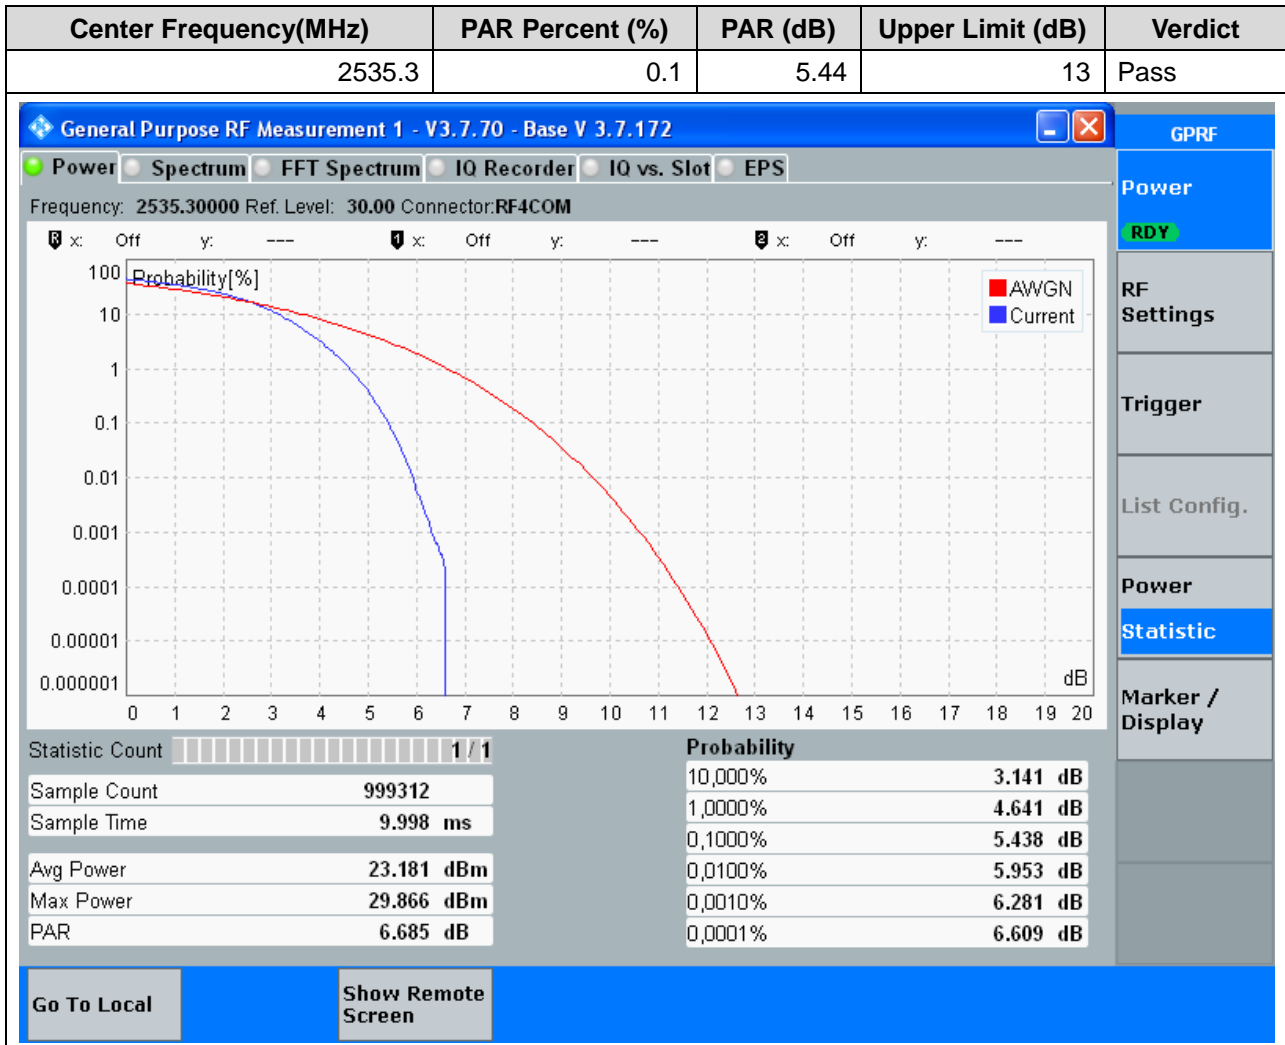 Center Frequency(MHz) PAR Percent (%) PAR (dB) Upper Limit (dB) Verdict
2535.3 0.1 5.44 13 Pass
General Purpose RF Measurement 1 - V3.7.70 - Base V 3.7.172
GPRF
Power Spectrum FFT Spectrum IQ Recorder IQ vs. Slot EPS
Frequency: 2535.30000 Ref. Level: 30.00 Connector:RF4COM
R x: Off y: --- 1 x: Off y: --- 2 x: Off y: ---
Probability[%]
AWGN
Current
100
10
1
0.1
0.01
0.001
0.0001
0.00001
0.000001
dB
0 1 2 3 4 5 6 7 8 9 10 11 12 13 14 15 16 17 18 19 20
Statistic Count 1 / 1
Sample Count 999312
Sample Time 9.998 ms
Avg Power 23.181 dBm
Max Power 29.866 dBm
PAR 6.685 dB
Probability
10,000% 3.141 dB
1,0000% 4.641 dB
0,1000% 5.438 dB
0,0100% 5.953 dB
0,0010% 6.281 dB
0,0001% 6.609 dB
Power
RDY
RF
Settings
Trigger
List Config.
Power
Statistic
Marker /
Display
Go To Local
Show Remote
Screen